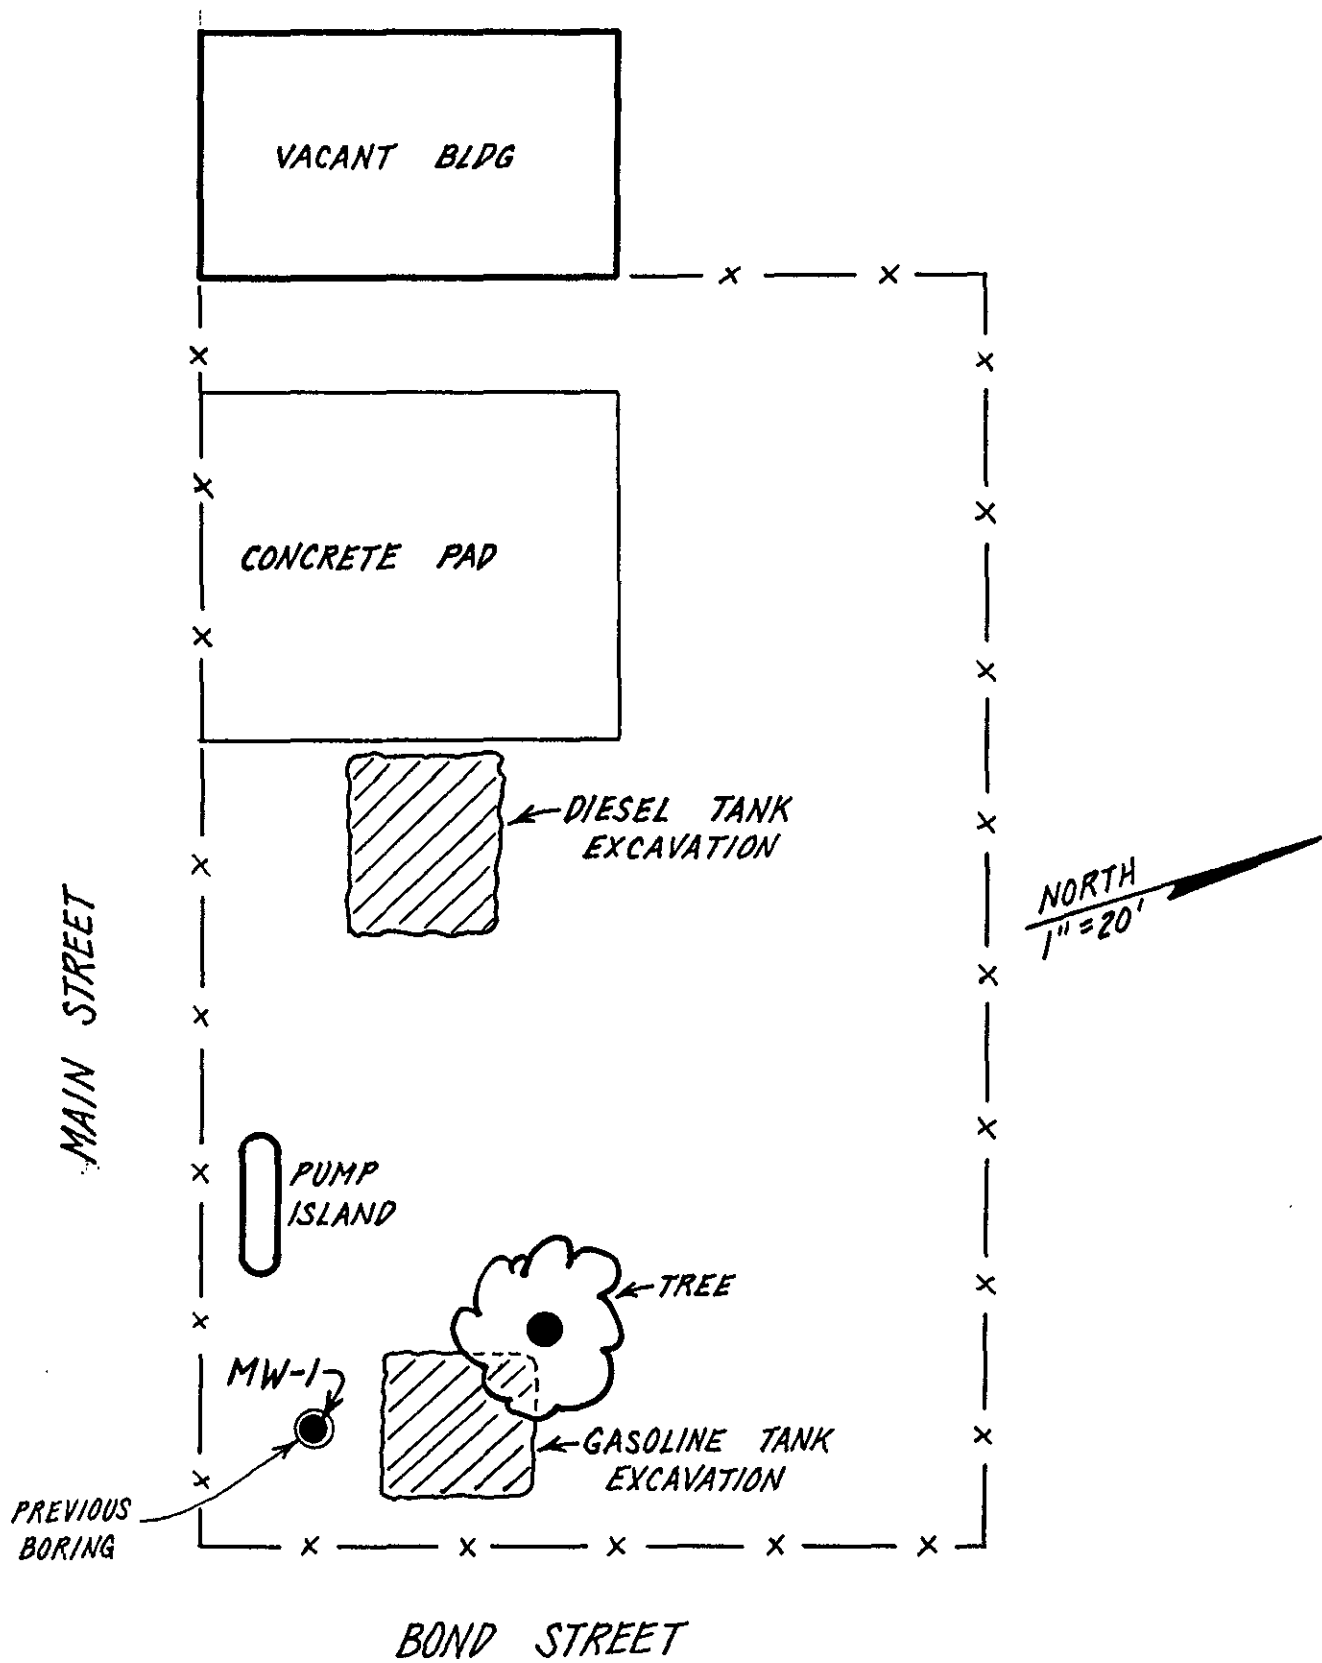 VACANT BLDG
CONCRETE PAD
DIESEL TANK
EXCAVATION
NORTH
1" = 20'
MAIN STREET
PUMP
ISLAND
TREE
MW-1
GASOLINE TANK
EXCAVATION
PREVIOUS
BORING
BOND STREET